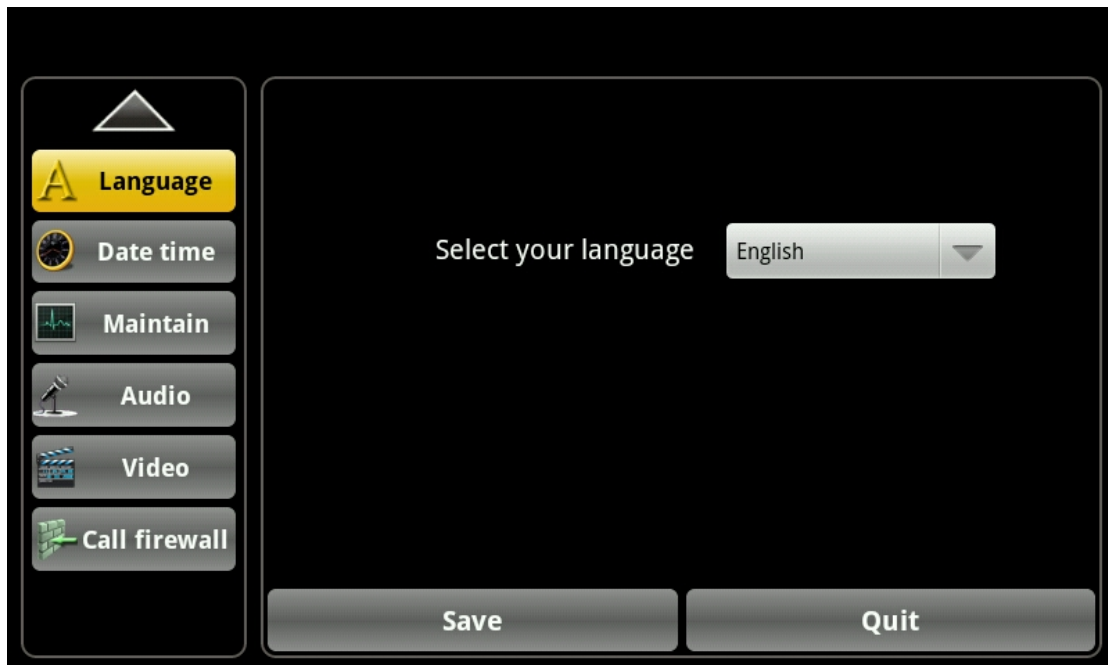 Language
Date time
Maintain
Audio
Video
Call firewall
Select your language
English
Save
Quit